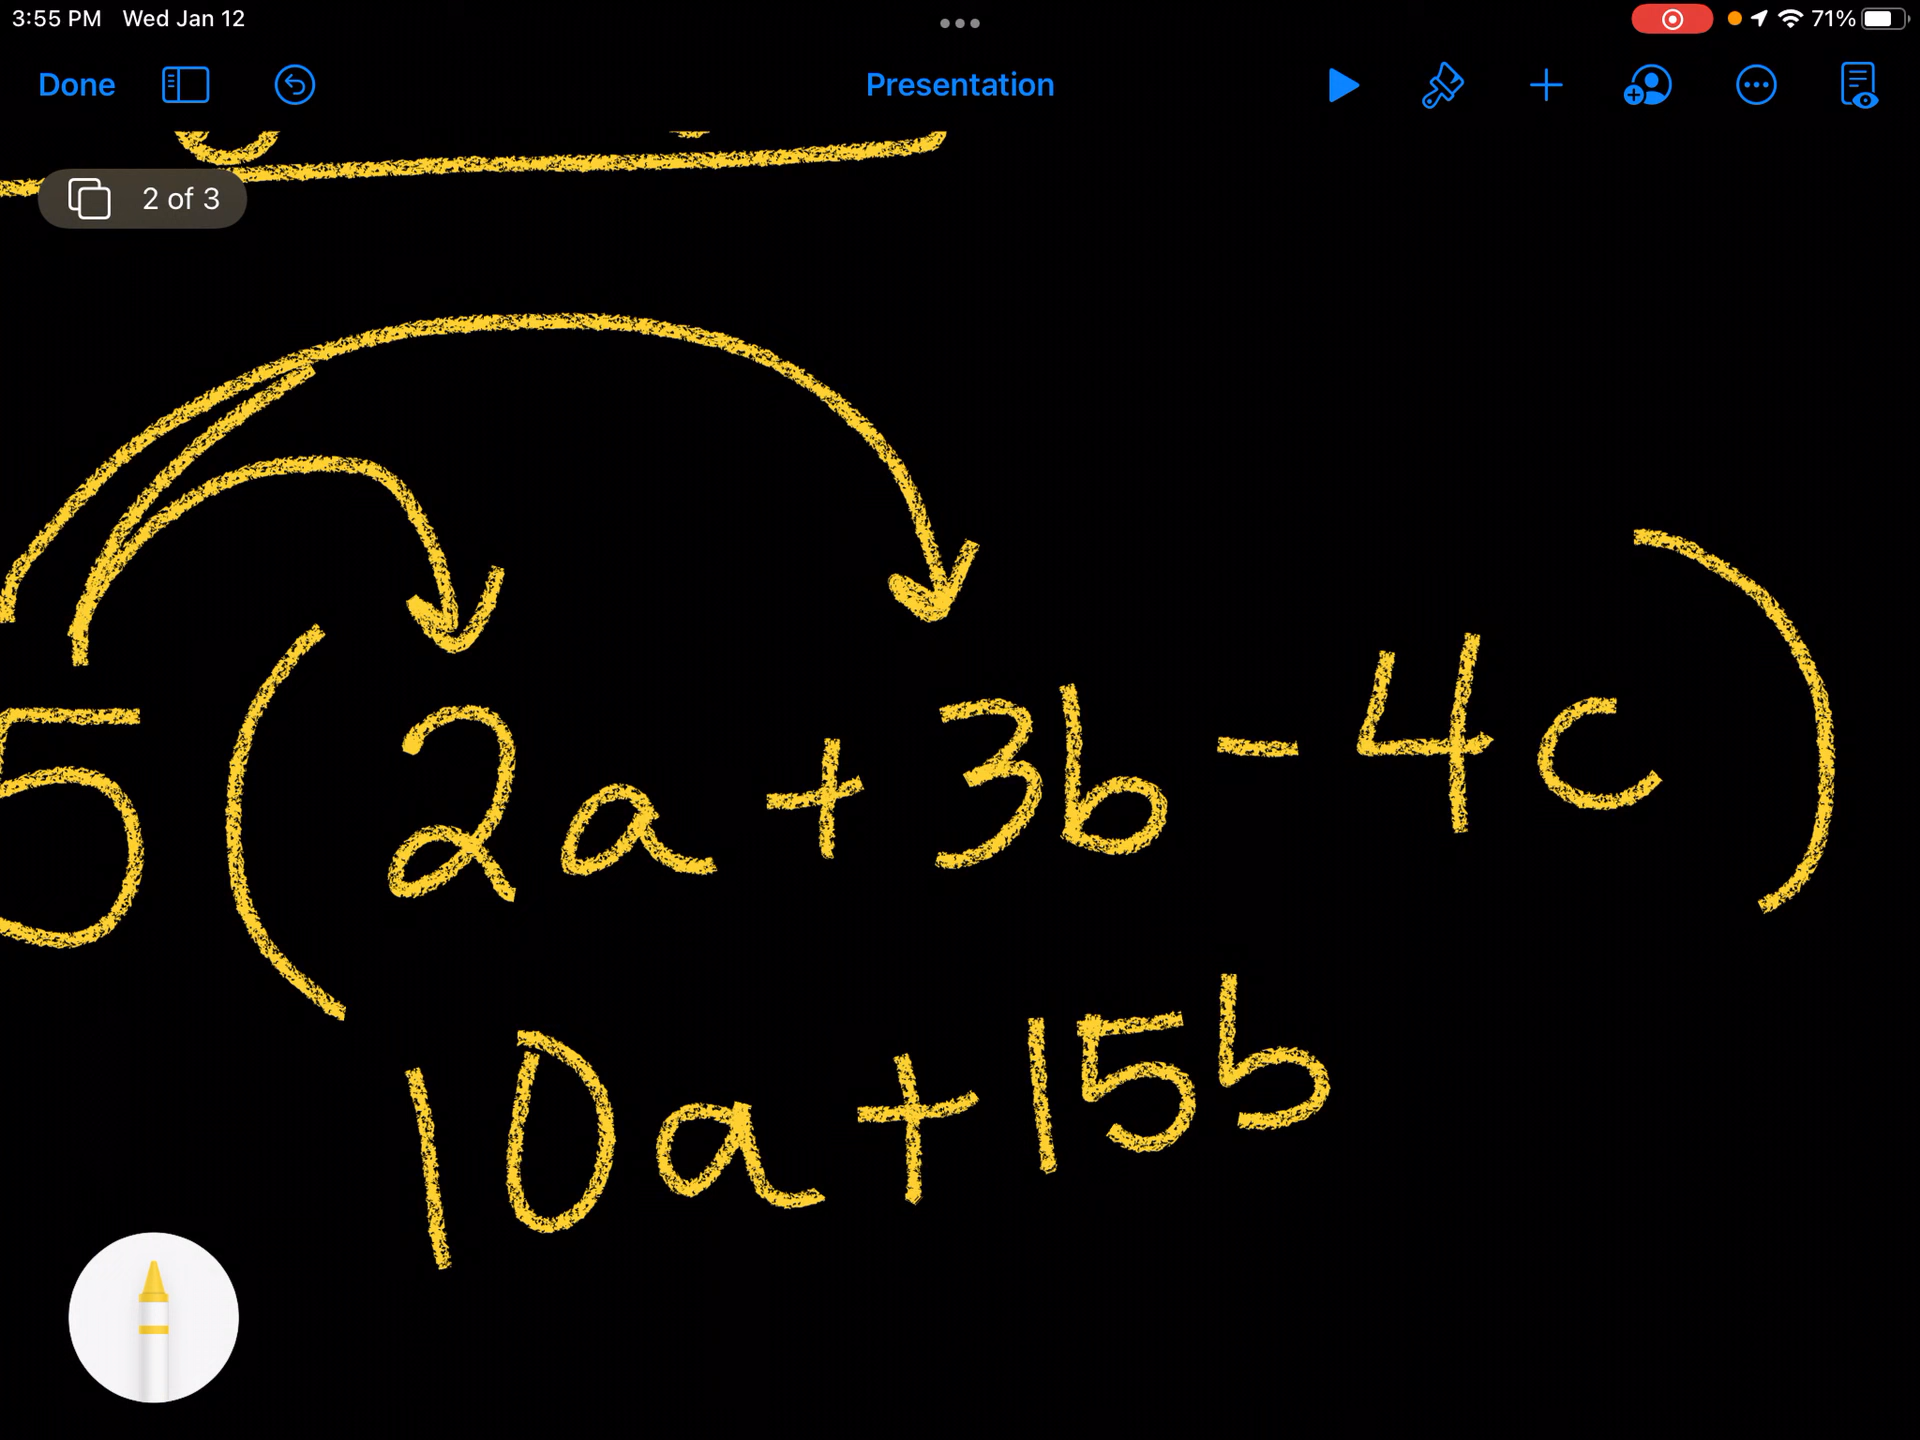 3:55 PM Wed Jan 12 71%
Done Presentation
2 of 3
5(2a+3b-4c)
10a+15b